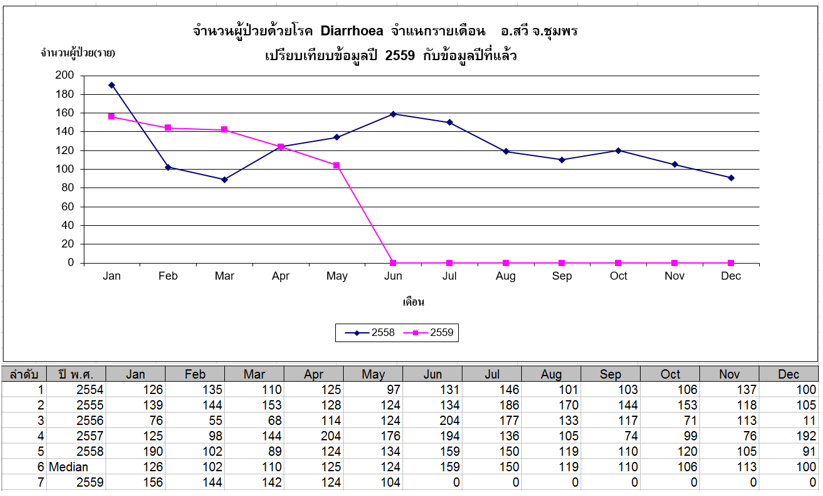 จำนวนผู้ป่วยด้วยโรค Diarrhoea จำแนกรายเดือน อ.สวี จ.ชุมพร
เปรียบเทียบข้อมูลปี 2559 กับข้อมูลปีที่แล้ว
จำนวนผู้ป่วย(ราย)
200
180
160
140
120
100
80
60
40
20
0
Jan Feb Mar Apr May Jun Jul Aug Sep Oct Nov Dec
เดือน
2558 2559
ลำดับ ปี พ.ศ. Jan Feb Mar Apr May Jun Jul Aug Sep Oct Nov Dec
1 2554 126 135 110 125 97 131 146 101 103 106 137 100
2 2555 139 144 153 128 124 134 186 170 144 153 118 105
3 2556 76 55 68 114 124 204 177 133 117 71 113 11
4 2557 125 98 144 204 176 194 136 105 74 99 76 192
5 2558 190 102 89 124 134 159 150 119 110 120 105 91
6 Median 126 102 110 125 124 159 150 119 110 106 113 100
7 2559 156 144 142 124 104 0 0 0 0 0 0 0